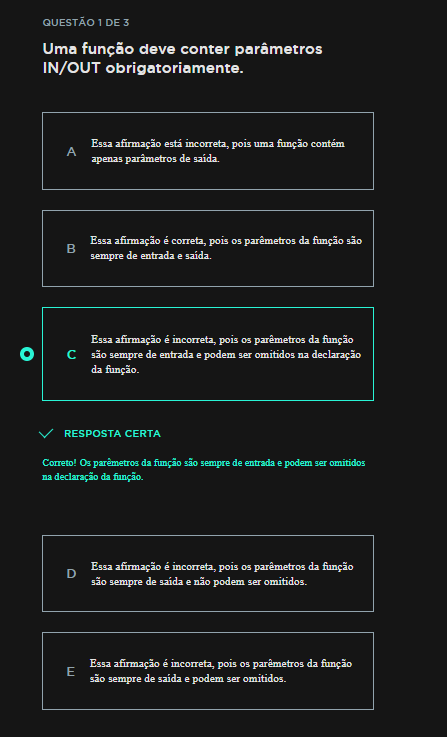 QUESTÃO 1 DE 3
Uma função deve conter parâmetros
IN/OUT obrigatoriamente.
A
Essa afirmação está incorreta, pois uma função contém
apenas parâmetros de saída.
B
Essa afirmação é correta, pois os parêmetros da função são
sempre de entrada e saída.
C
Essa afirmação é incorreta, pois os parêmetros da função
são sempre de entrada e podem ser omitidos na declaração
da função.
RESPOSTA CERTA
Correto! Os parêmetros da função são sempre de entrada e podem ser omitidos
na declaração da função.
D
Essa afirmação é incorreta, pois os parêmetros da função
são sempre de saída e não podem ser omitidos.
E
Essa afirmação é incorreta, pois os parêmetros da função
são sempre de saída e podem ser omitidos.